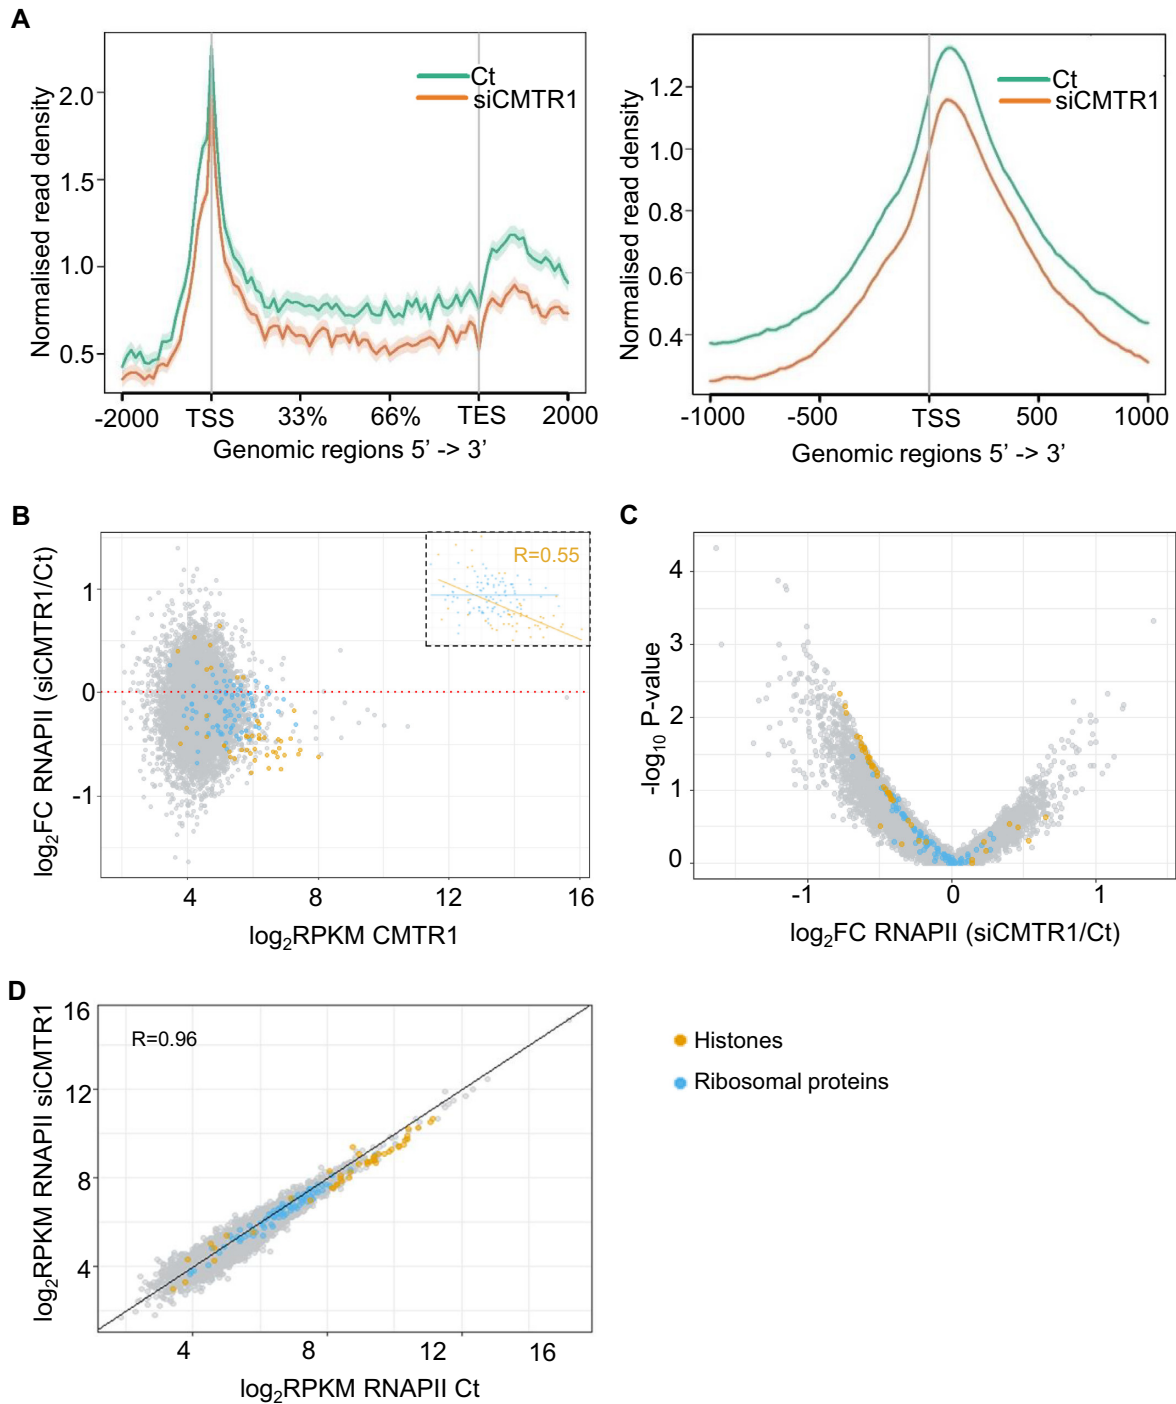 A
Normalised read density
2.0
1.5
1.0
0.5
Ct
siCMTR1
-2000
TSS
33%
66%
TES
2000
Genomic regions 5’ -> 3’
Normalised read density
1.2
1.0
0.8
0.6
0.4
Ct
siCMTR1
-1000
-500
TSS
500
1000
Genomic regions 5’ -> 3’
B
log2FC RNAPII (siCMTR1/Ct)
1
0
-1
R=0.55
4
8
12
16
log2RPKM CMTR1
C
-log10 P-value
4
3
2
1
0
-1
0
1
log2FC RNAPII (siCMTR1/Ct)
D
log2RPKM RNAPII siCMTR1
16
12
8
4
R=0.96
4
8
12
16
log2RPKM RNAPII Ct
Histones
Ribosomal proteins